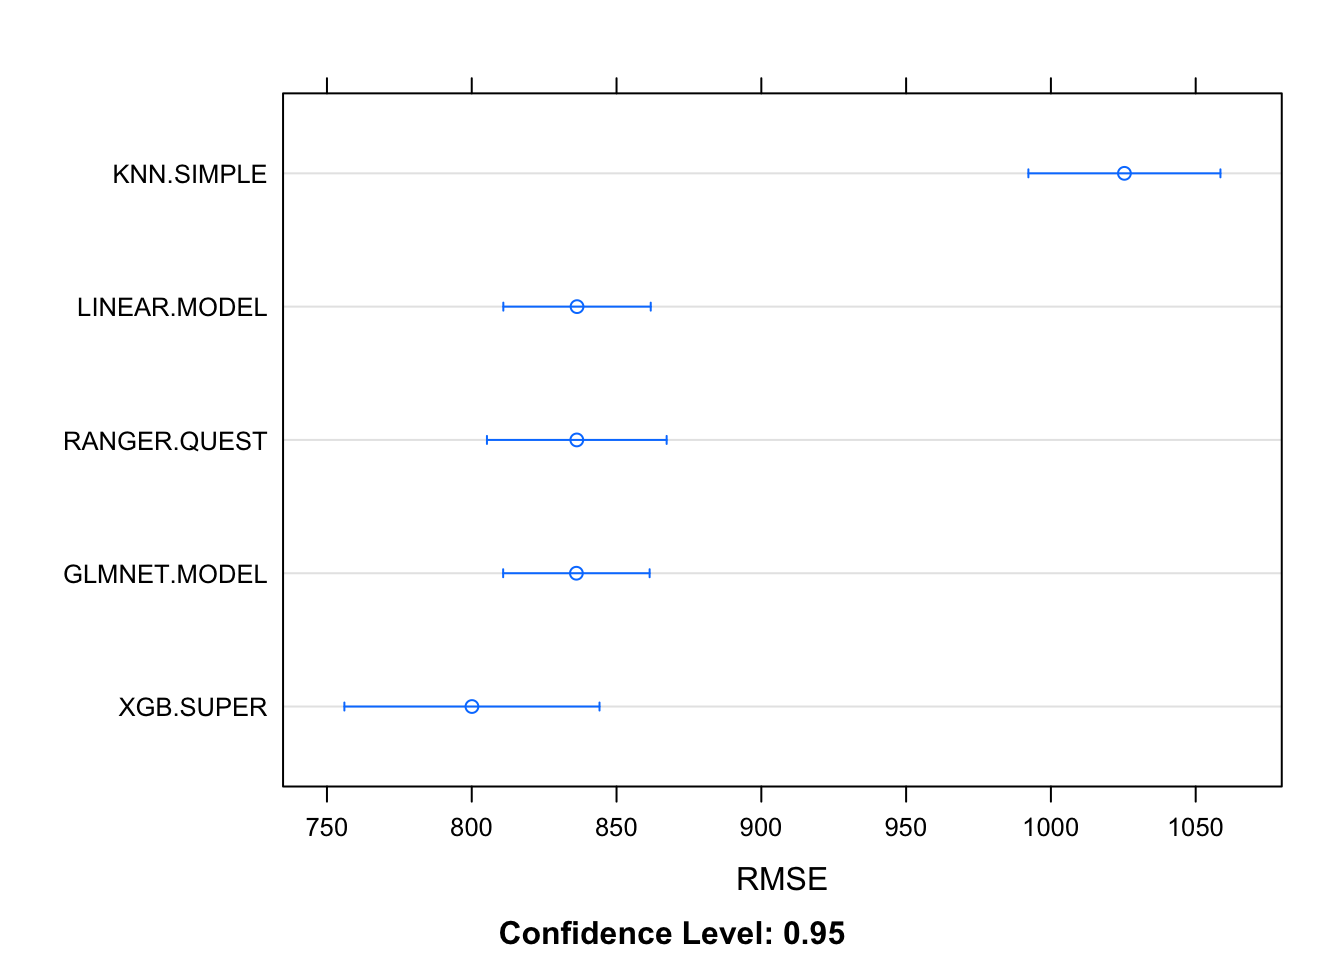 KNN.SIMPLE
LINEAR.MODEL
RANGER.QUEST
GLMNET.MODEL
XGB.SUPER
750 800 850 900 950 1000 1050
RMSE
Confidence Level: 0.95